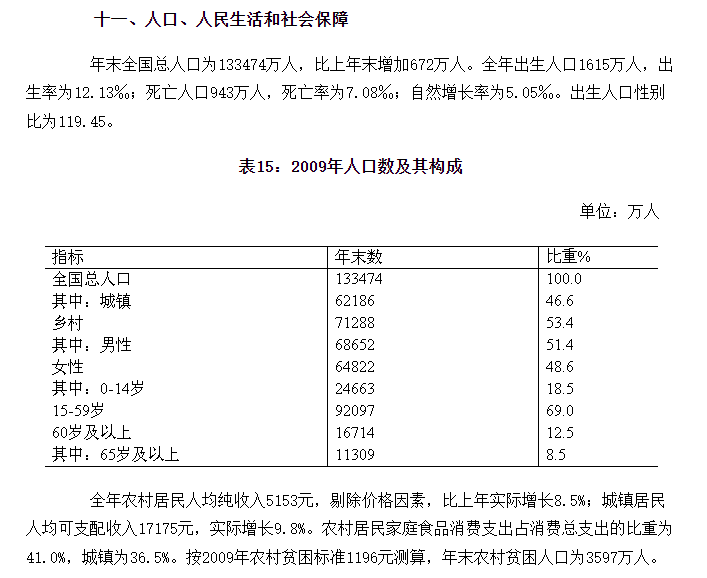 十一、人口、人民生活和社会保障
年末全国总人口为133474万人，比上年末增加672万人。全年出生人口1615万人，出
生率为12.13‰；死亡人口943万人，死亡率为7.08‰；自然增长率为5.05‰。出生人口性别
比为119.45。
表15：2009年人口数及其构成
单位：万人
指标 年末数 比重%
全国总人口 133474 100.0
其中：城镇 62186 46.6
乡村 71288 53.4
其中：男性 68652 51.4
女性 64822 48.6
其中：0-14岁 24663 18.5
15-59岁 92097 69.0
60岁及以上 16714 12.5
其中：65岁及以上 11309 8.5
全年农村居民人均纯收入5153元，剔除价格因素，比上年实际增长8.5%；城镇居民
人均可支配收入17175元，实际增长9.8%。农村居民家庭食品消费支出占消费总支出的比重为
41.0%，城镇为36.5%。按2009年农村贫困标准1196元测算，年末农村贫困人口为3597万人。